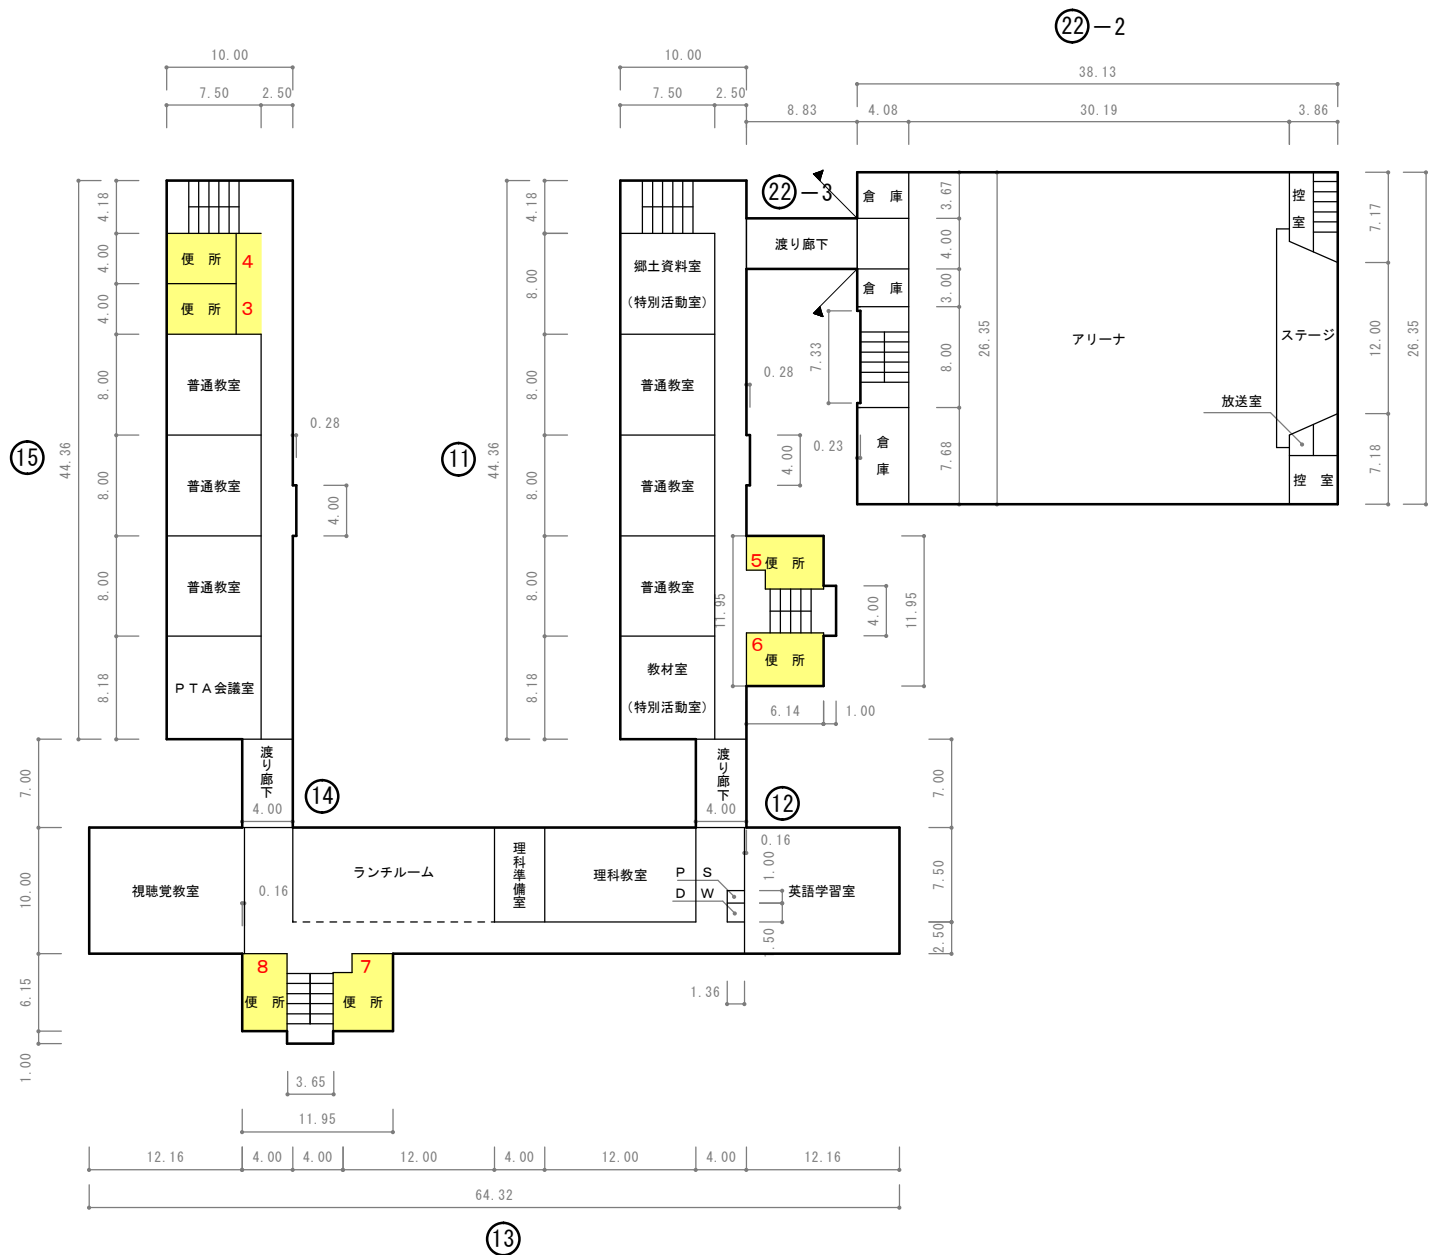 ㉒－2
10.00
10.00
38.13
7.50
2.50
7.50
2.50
8.83
4.08
30.19
3.86
4.18
4.18
㉒－3
倉 庫
3.67
控室
7.17
44.36
4.00
便 所
4
44.36
8.00
郷土資料室
(特別活動室)
渡り廊下
4.00
4.00
便 所
3
倉 庫
3.00
26.35
アリーナ
ステージ
12.00
26.35
8.00
普通教室
8.00
普通教室
0.28
7.33
8.00
放送室
⑮
8.00
普通教室
0.28
4.00
⑪
8.00
普通教室
4.00
0.23
倉庫
7.68
控 室
7.18
8.00
普通教室
8.00
普通教室
11.95
5
便 所
4.00
11.95
8.18
PTA会議室
8.18
教材室
(特別活動室)
6
便 所
6.14
1.00
7.00
渡り廊下
4.00
⑭
渡り廊下
4.00
⑫
7.00
10.00
視聴覚教室
0.16
ランチルーム
理科準備室
理科教室
PS
DW
0.16
1.00
.50
英語学習室
7.50
2.50
6.15
8
便 所
7
便 所
1.36
1.00
3.65
11.95
12.16
4.00
4.00
12.00
4.00
12.00
4.00
12.16
64.32
⑬